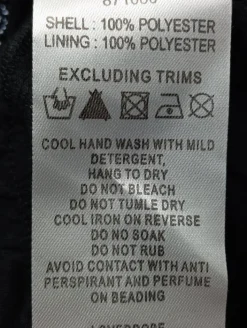 SHELL : 100% POLYESTER
LINING : 100% POLYESTER
EXCLUDING TRIMS
COOL HAND WASH WITH MILD
DETERGENT,
HANG TO DRY
DO NOT BLEACH
DO NOT TUMBLE DRY
COOL IRON ON REVERSE
DO NO SOAK
DO NOT RUB
AVOID CONTACT WITH ANTI
PERSPIRANT AND PERFUME
ON BEADING